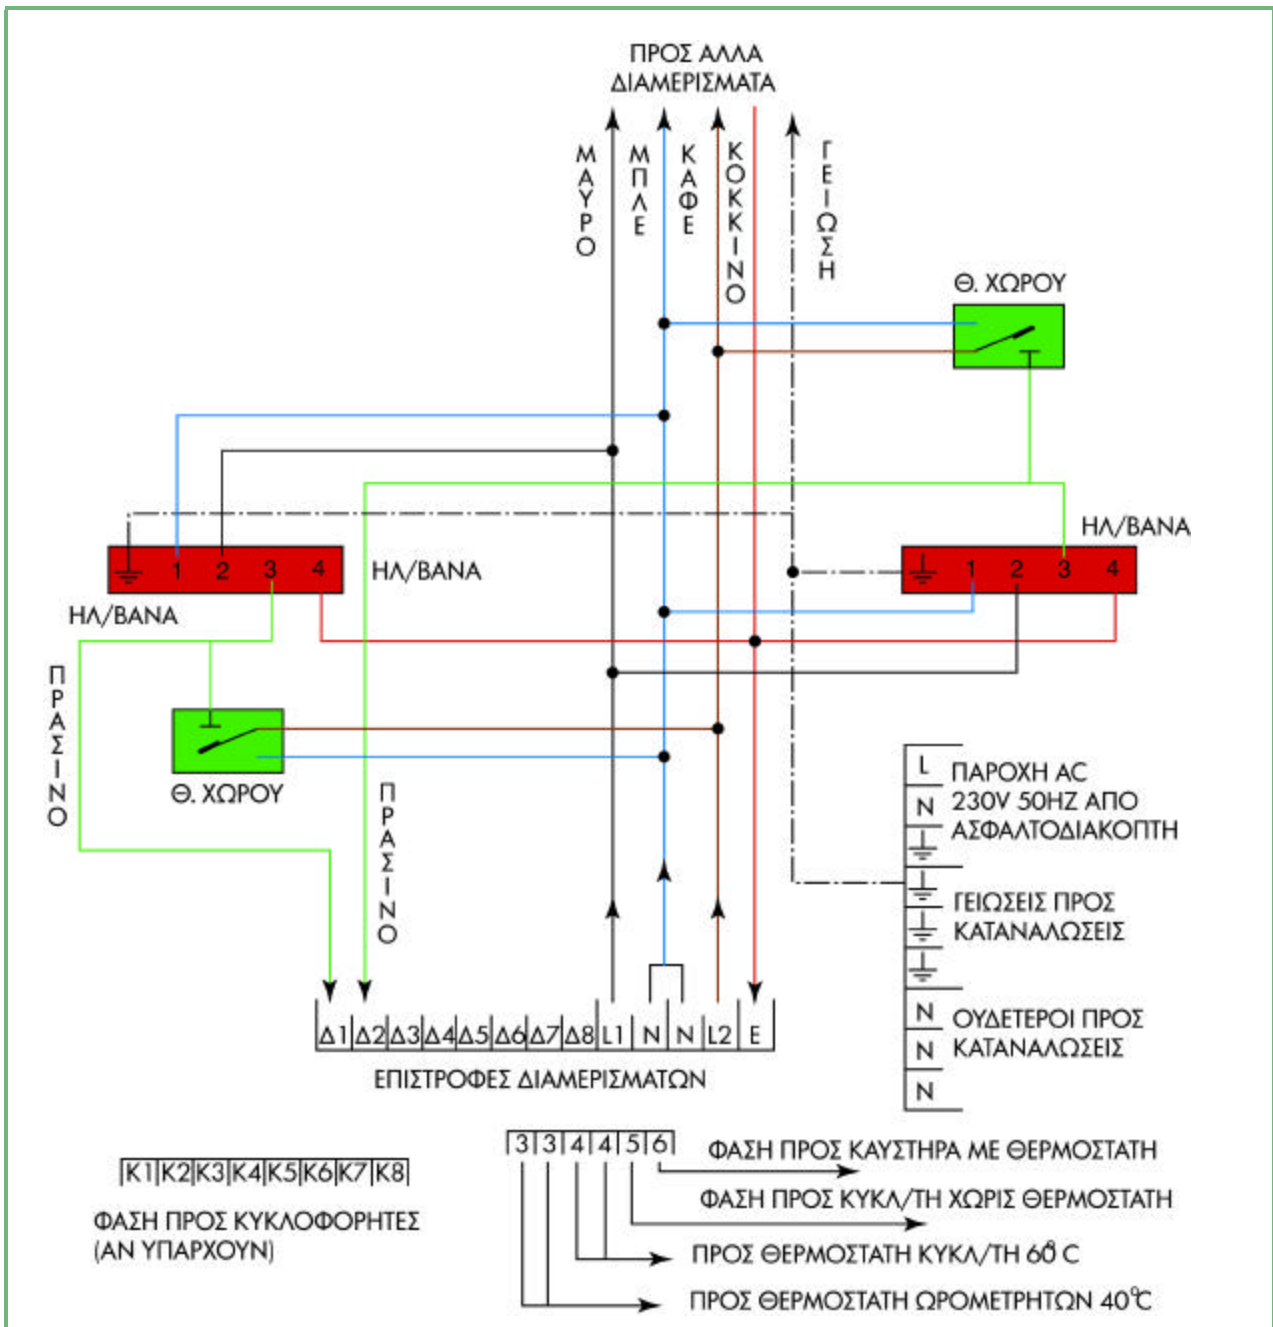 ΠΡΟΣ ΑΛΛΑ
ΔΙΑΜΕΡΙΣΜΑΤΑ
ΜΑΥΡΟ
ΜΠΛΕ
ΚΑΦΕ
ΚΟΚΚΙΝΟ
ΓΕΙΩΣΗ
Θ. ΧΩΡΟΥ
ΗΛ/ΒΑΝΑ
1 2 3 4
ΗΛ/ΒΑΝΑ
1 2 3 4
ΗΛ/ΒΑΝΑ
ΠΡΑΣΙΝΟ
Θ. ΧΩΡΟΥ
ΠΡΑΣΙΝΟ
L
N
ΠΑΡΟΧΗ AC
230V 50HZ ΑΠΟ
ΑΣΦΑΛΤΟΔΙΑΚΟΠΤΗ
ΓΕΙΩΣΕΙΣ ΠΡΟΣ
ΚΑΤΑΝΑΛΩΣΕΙΣ
N
N
N
ΟΥΔΕΤΕΡΟΙ ΠΡΟΣ
ΚΑΤΑΝΑΛΩΣΕΙΣ
Δ1 Δ2 Δ3 Δ4 Δ5 Δ6 Δ7 Δ8 L1 N N L2 E
ΕΠΙΣΤΡΟΦΕΣ ΔΙΑΜΕΡΙΣΜΑΤΩΝ
3 3 4 4 5 6
ΦΑΣΗ ΠΡΟΣ ΚΑΥΣΤΗΡΑ ΜΕ ΘΕΡΜΟΣΤΑΤΗ
K1 K2 K3 K4 K5 K6 K7 K8
ΦΑΣΗ ΠΡΟΣ ΚΥΚΛ/ΤΗ ΧΩΡΙΣ ΘΕΡΜΟΣΤΑΤΗ
ΦΑΣΗ ΠΡΟΣ ΚΥΚΛΟΦΟΡΗΤΕΣ
(ΑΝ ΥΠΑΡΧΟΥΝ)
ΠΡΟΣ ΘΕΡΜΟΣΤΑΤΗ ΚΥΚΛ/ΤΗ 60° C
ΠΡΟΣ ΘΕΡΜΟΣΤΑΤΗ ΩΡΟΜΕΤΡΗΤΩΝ 40°C